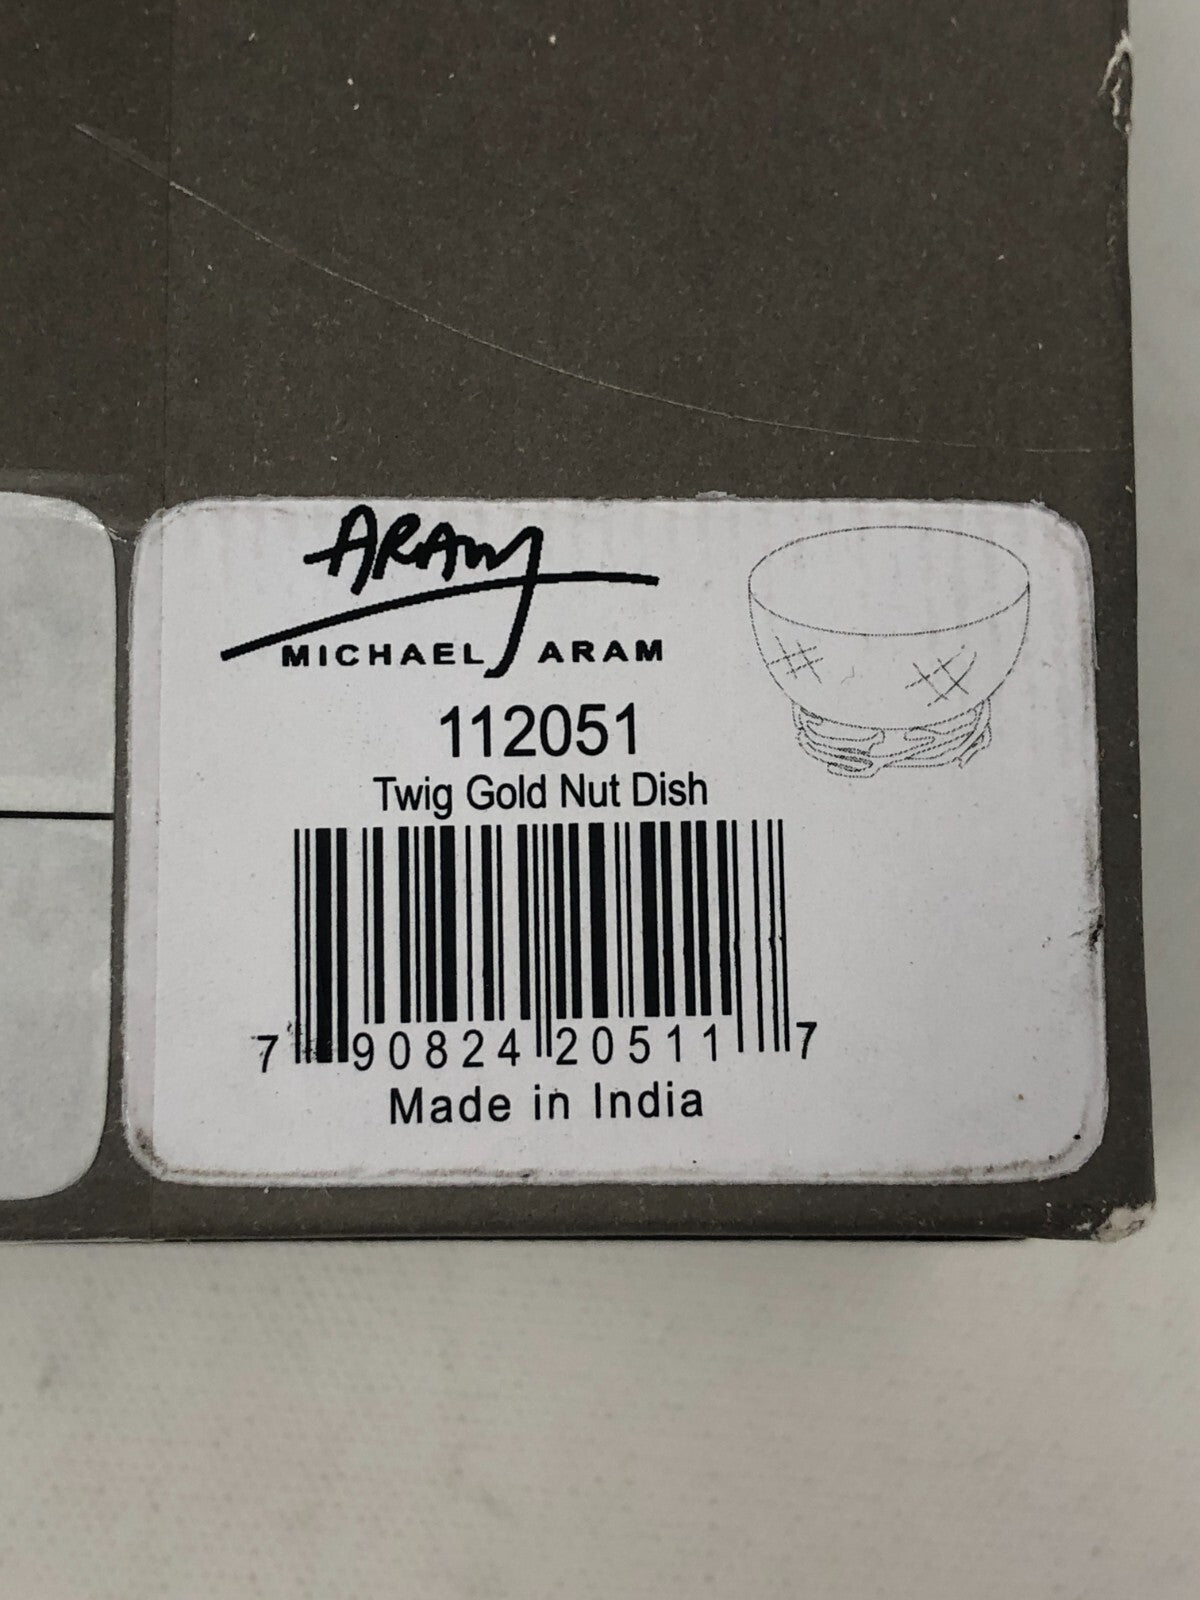 ARAM
MICHAEL ARAM
112051
Twig Gold Nut Dish
7 90824 20511 7
Made in India